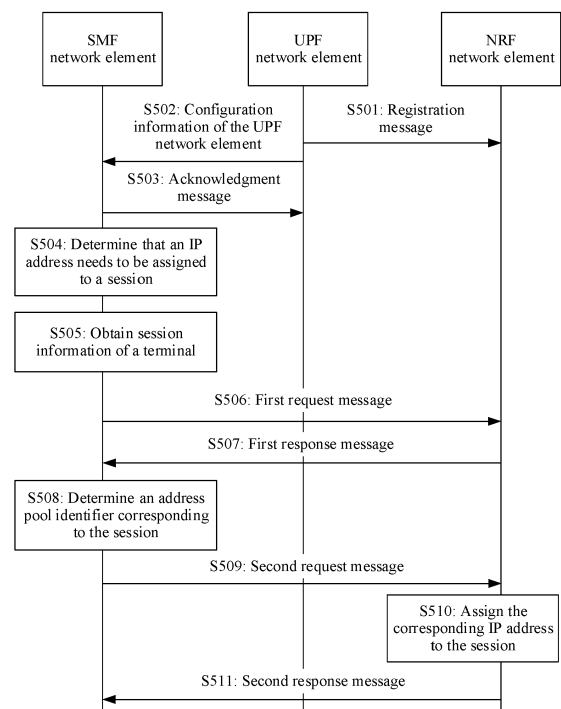 SMF
network element
UPF
network element
NRF
network element
S502: Configuration
information of the UPF
network element
S501: Registration
message
S503: Acknowledgment
message
S504: Determine that an IP
address needs to be assigned
to a session
S505: Obtain session
information of a terminal
S506: First request message
S507: First response message
S508: Determine an address
pool identifier corresponding
to the session
S509: Second request message
S510: Assign the
corresponding IP address
to the session
S511: Second response message